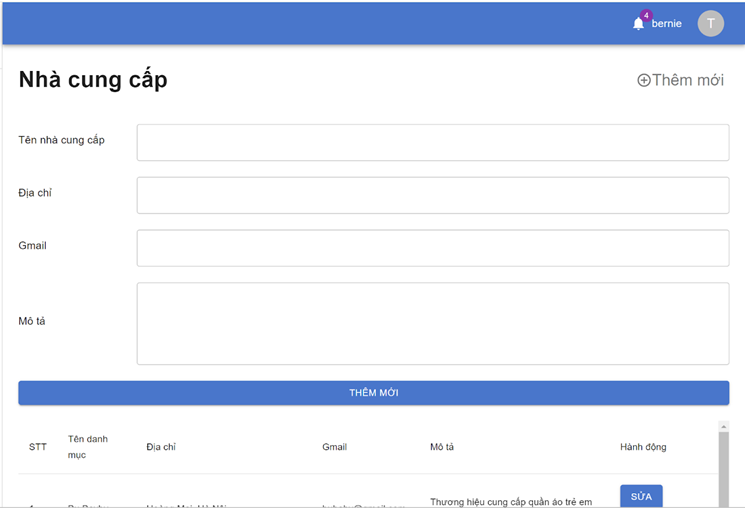 4
bernie
T
Nhà cung cấp
Thêm mới
Tên nhà cung cấp
Địa chỉ
Gmail
Mô tả
THÊM MỚI
STT Tên danh mục Địa chỉ Gmail Mô tả Hành động
Thương hiệu cung cấp quần áo trẻ em
SỬA